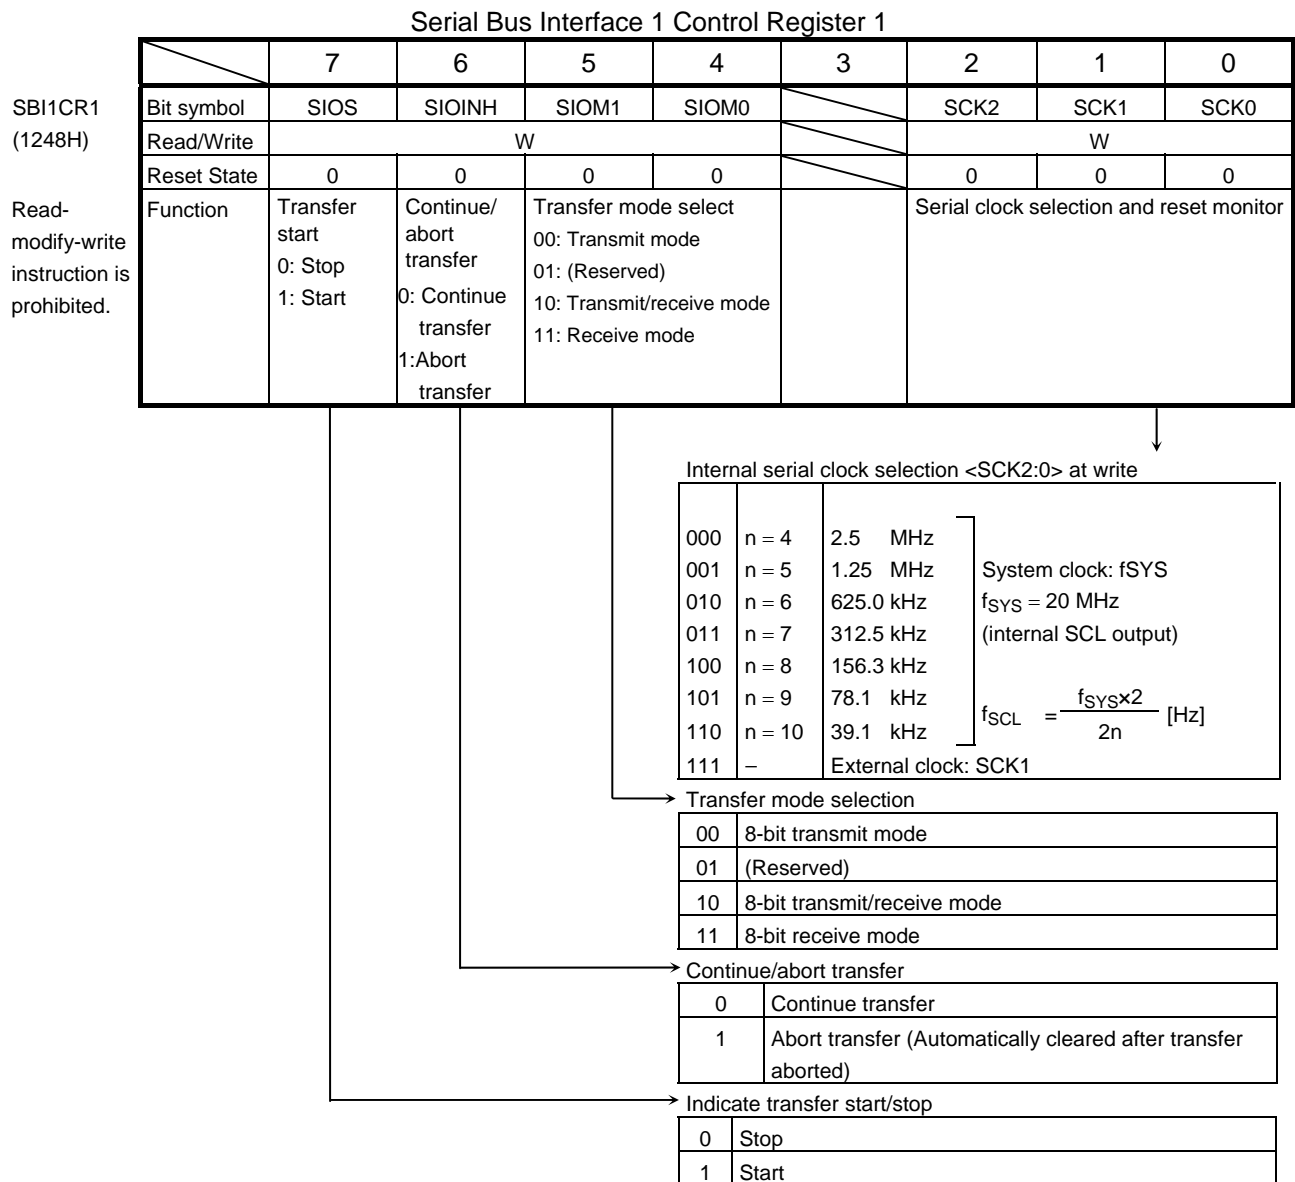 Serial Bus Interface 1 Control Register 1
7 6 5 4 3 2 1 0
SBI1CR1
(1248H)
Bit symbol SIOS SIOINH SIOM1 SIOM0 SCK2 SCK1 SCK0
Read/Write W W
Reset State 0 0 0 0 0 0 0
Read-
modify-write
instruction is
prohibited.
Function
Transfer
start
0: Stop
1: Start
Continue/
abort
transfer
0: Continue
transfer
1:Abort
transfer
Transfer mode select
00: Transmit mode
01: (Reserved)
10: Transmit/receive mode
11: Receive mode
Serial clock selection and reset monitor
Internal serial clock selection <SCK2:0> at write
000 n = 4 2.5 MHz
001 n = 5 1.25 MHz
010 n = 6 625.0 kHz
011 n = 7 312.5 kHz
100 n = 8 156.3 kHz
101 n = 9 78.1 kHz
110 n = 10 39.1 kHz
111 – External clock: SCK1
System clock: fSYS
fSYS = 20 MHz
(internal SCL output)
fSCL = fSYS×2 / 2n [Hz]
Transfer mode selection
00 8-bit transmit mode
01 (Reserved)
10 8-bit transmit/receive mode
11 8-bit receive mode
Continue/abort transfer
0 Continue transfer
1 Abort transfer (Automatically cleared after transfer
aborted)
Indicate transfer start/stop
0 Stop
1 Start